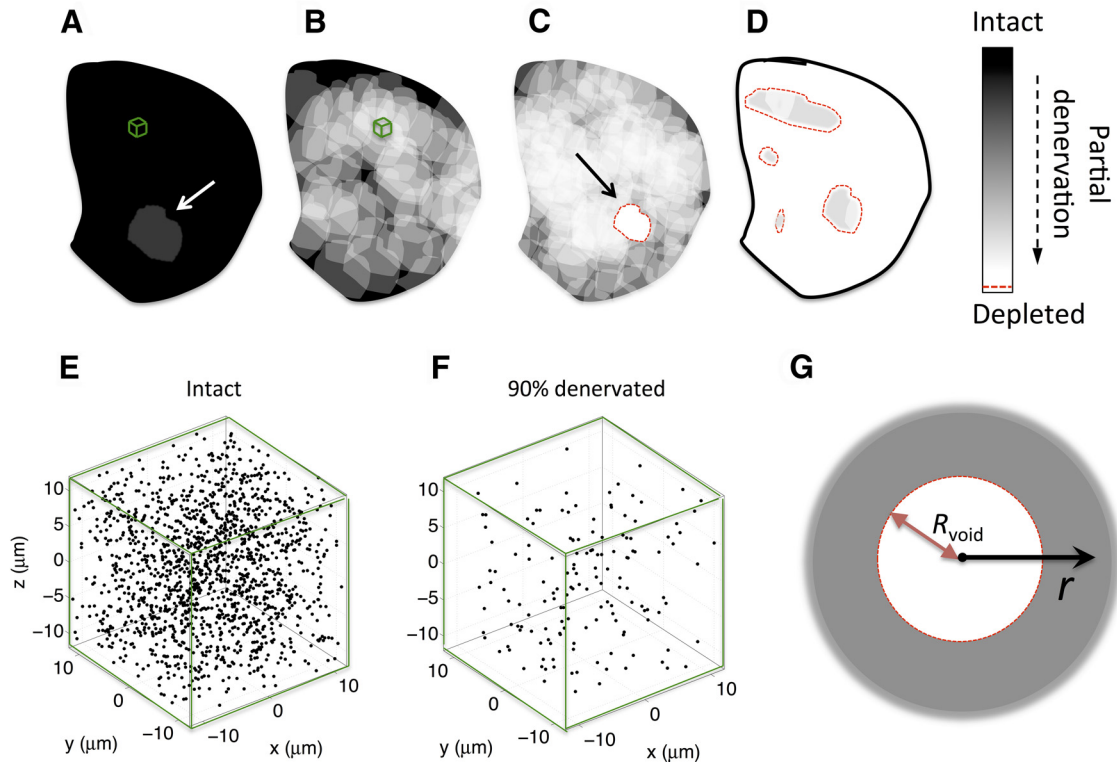 A
B
C
D
Intact
Partial
denervation
Depleted
E
Intact
F
90% denervated
G
10
5
0
−5
−10
z (μm)
10
0
−10
y (μm)
−10
0
10
x (μm)
10
5
0
−5
−10
10
0
−10
y (μm)
−10
0
10
x (μm)
Rvoid
r